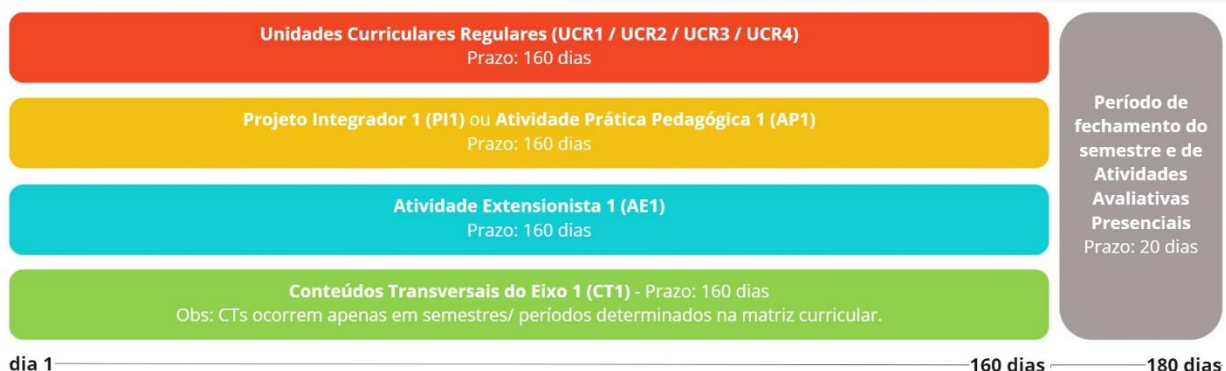 Unidades Curriculares Regulares (UCR1 / UCR2 / UCR3 / UCR4)
Prazo: 160 dias
Projeto Integrador 1 (PI1) ou Atividade Prática Pedagógica 1 (AP1)
Prazo: 160 dias
Atividade Extensionista 1 (AE1)
Prazo: 160 dias
Conteúdos Transversais do Eixo 1 (CT1) - Prazo: 160 dias
Obs: CTs ocorrem apenas em semestres/ períodos determinados na matriz curricular.
Período de
fechamento do
semestre e de
Atividades
Avaliativas
Presenciais
Prazo: 20 dias
dia 1
160 dias
180 dias